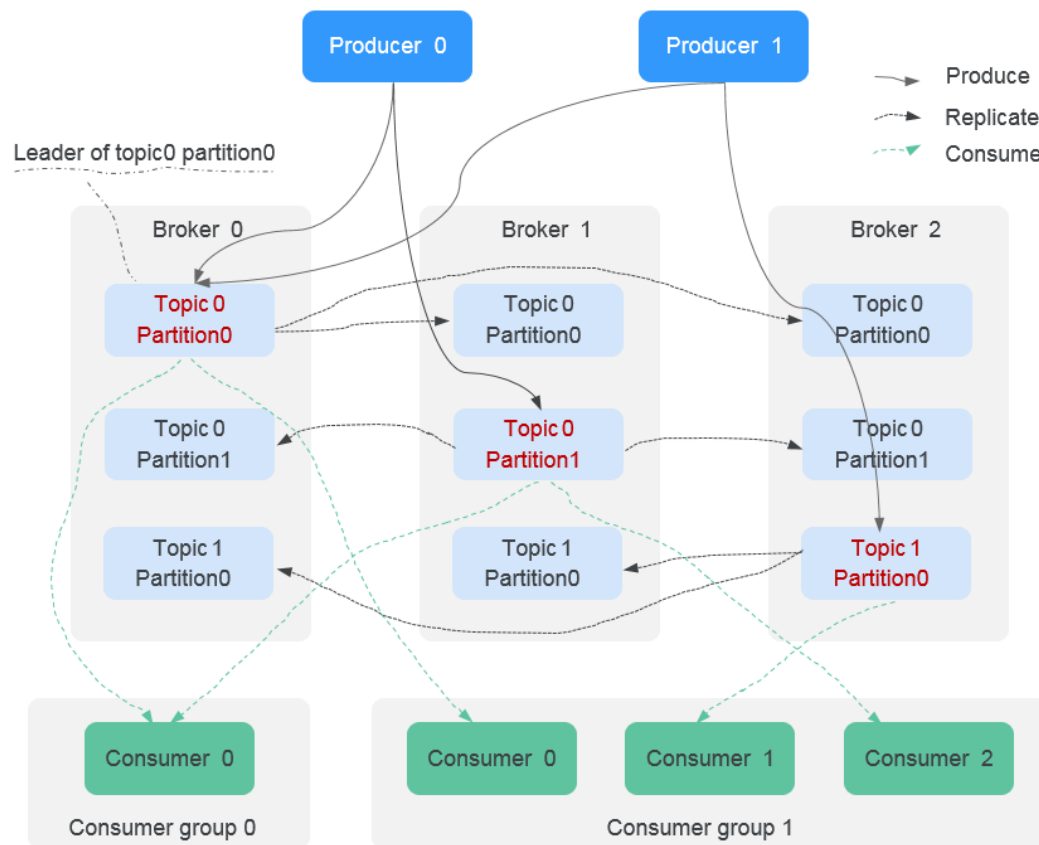 Producer 0
Producer 1
Produce
Replicate
Consume
Leader of topic0 partition0
Broker 0
Broker 1
Broker 2
Topic 0
Partition0
Topic 0
Partition0
Topic 0
Partition0
Topic 0
Partition1
Topic 0
Partition1
Topic 0
Partition1
Topic 1
Partition0
Topic 1
Partition0
Topic 1
Partition0
Consumer 0
Consumer 0
Consumer 1
Consumer 2
Consumer group 0
Consumer group 1